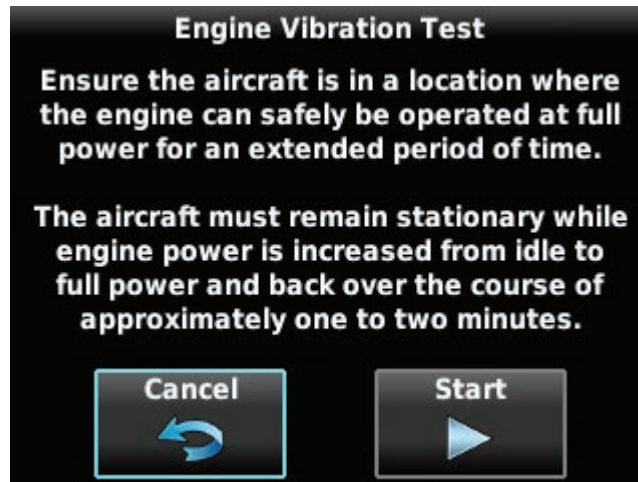 Engine Vibration Test
Ensure the aircraft is in a location where
the engine can safely be operated at full
power for an extended period of time.
The aircraft must remain stationary while
engine power is increased from idle to
full power and back over the course of
approximately one to two minutes.
Cancel
Start